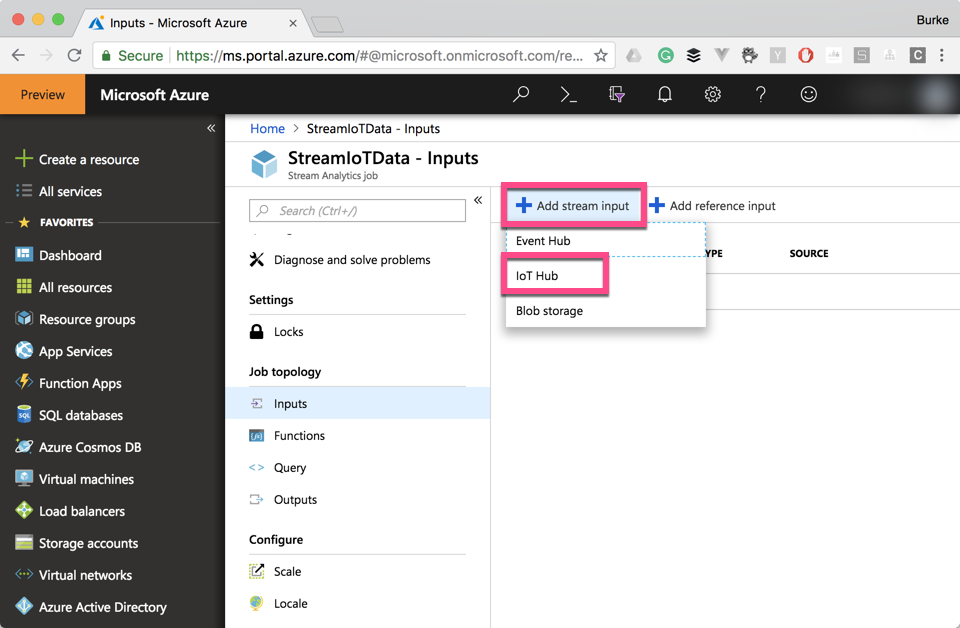 Inputs - Microsoft Azure
Burke
Secure
https://ms.portal.azure.com/#@microsoft.onmicrosoft.com/re...
Preview
Microsoft Azure
Create a resource
All services
FAVORITES
Dashboard
All resources
Resource groups
App Services
Function Apps
SQL databases
Azure Cosmos DB
Virtual machines
Load balancers
Storage accounts
Virtual networks
Azure Active Directory
Home > StreamIoTData - Inputs
StreamIoTData - Inputs
Stream Analytics job
Search (Ctrl+/)
Diagnose and solve problems
Settings
Locks
Job topology
Inputs
Functions
Query
Outputs
Configure
Scale
Locale
Add stream input
Add reference input
Event Hub
IoT Hub
Blob storage
YPE
SOURCE